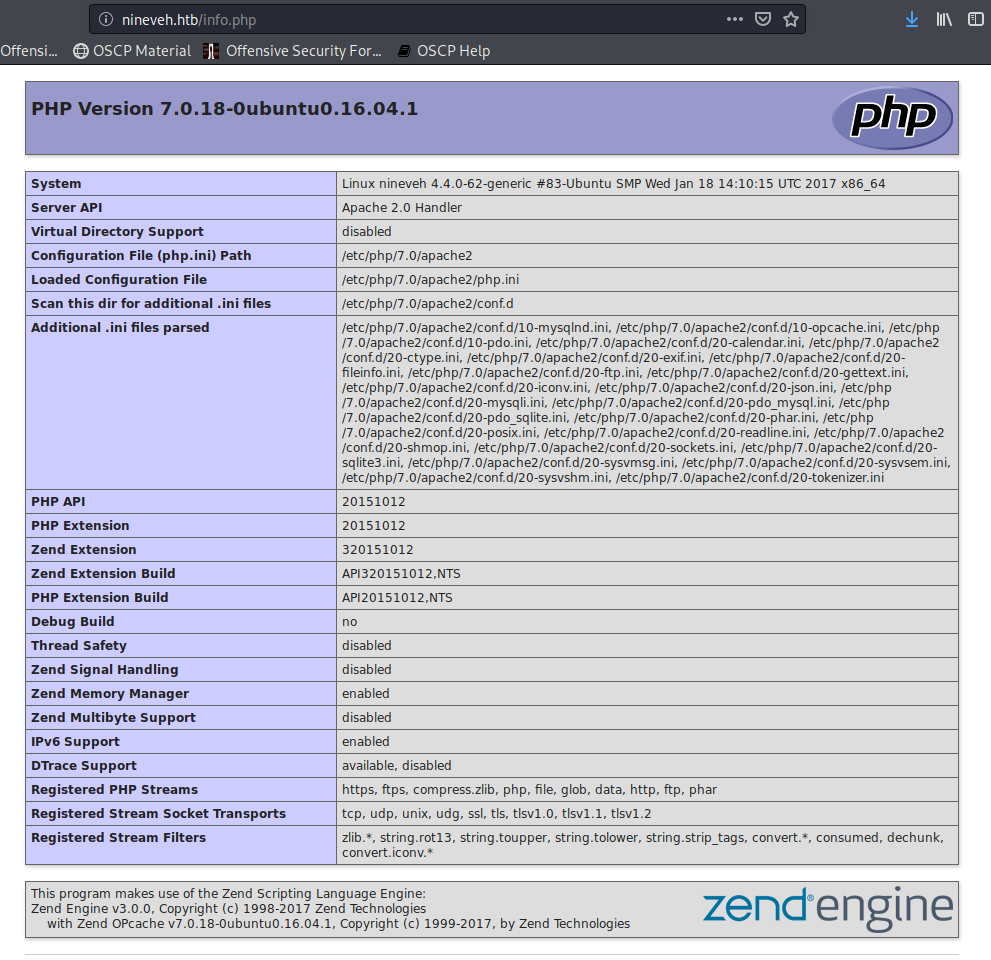 nineveh.htb/info.php
Offensi... OSCP Material Offensive Security For... OSCP Help
PHP Version 7.0.18-0ubuntu0.16.04.1
php
System Linux nineveh 4.4.0-62-generic #83-Ubuntu SMP Wed Jan 18 14:10:15 UTC 2017 x86_64
Server API Apache 2.0 Handler
Virtual Directory Support disabled
Configuration File (php.ini) Path /etc/php/7.0/apache2
Loaded Configuration File /etc/php/7.0/apache2/php.ini
Scan this dir for additional .ini files /etc/php/7.0/apache2/conf.d
Additional .ini files parsed /etc/php/7.0/apache2/conf.d/10-mysqlnd.ini, /etc/php/7.0/apache2/conf.d/10-opcache.ini, /etc/php
/7.0/apache2/conf.d/10-pdo.ini, /etc/php/7.0/apache2/conf.d/20-calendar.ini, /etc/php/7.0/apache2
/conf.d/20-ctype.ini, /etc/php/7.0/apache2/conf.d/20-exif.ini, /etc/php/7.0/apache2/conf.d/20-
fileinfo.ini, /etc/php/7.0/apache2/conf.d/20-ftp.ini, /etc/php/7.0/apache2/conf.d/20-gettext.ini,
/etc/php/7.0/apache2/conf.d/20-iconv.ini, /etc/php/7.0/apache2/conf.d/20-json.ini, /etc/php
/7.0/apache2/conf.d/20-mysqli.ini, /etc/php/7.0/apache2/conf.d/20-pdo_mysql.ini, /etc/php
/7.0/apache2/conf.d/20-pdo_sqlite.ini, /etc/php/7.0/apache2/conf.d/20-phar.ini, /etc/php
/7.0/apache2/conf.d/20-posix.ini, /etc/php/7.0/apache2/conf.d/20-readline.ini, /etc/php/7.0/apache2
/conf.d/20-shmop.ini, /etc/php/7.0/apache2/conf.d/20-sockets.ini, /etc/php/7.0/apache2/conf.d/20-
sqlite3.ini, /etc/php/7.0/apache2/conf.d/20-sysvmsg.ini, /etc/php/7.0/apache2/conf.d/20-sysvsem.ini,
/etc/php/7.0/apache2/conf.d/20-sysvshm.ini, /etc/php/7.0/apache2/conf.d/20-tokenizer.ini
PHP API 20151012
PHP Extension 20151012
Zend Extension 320151012
Zend Extension Build API320151012,NTS
PHP Extension Build API20151012,NTS
Debug Build no
Thread Safety disabled
Zend Signal Handling disabled
Zend Memory Manager enabled
Zend Multibyte Support disabled
IPv6 Support enabled
DTrace Support available, disabled
Registered PHP Streams https, ftps, compress.zlib, php, file, glob, data, http, ftp, phar
Registered Stream Socket Transports tcp, udp, unix, udg, ssl, tls, tlsv1.0, tlsv1.1, tlsv1.2
Registered Stream Filters zlib.*, string.rot13, string.toupper, string.tolower, string.strip_tags, convert.*, consumed, dechunk,
convert.iconv.*
This program makes use of the Zend Scripting Language Engine:
Zend Engine v3.0.0, Copyright (c) 1998-2017 Zend Technologies
with Zend OPcache v7.0.18-0ubuntu0.16.04.1, Copyright (c) 1999-2017, by Zend Technologies
zend® engine